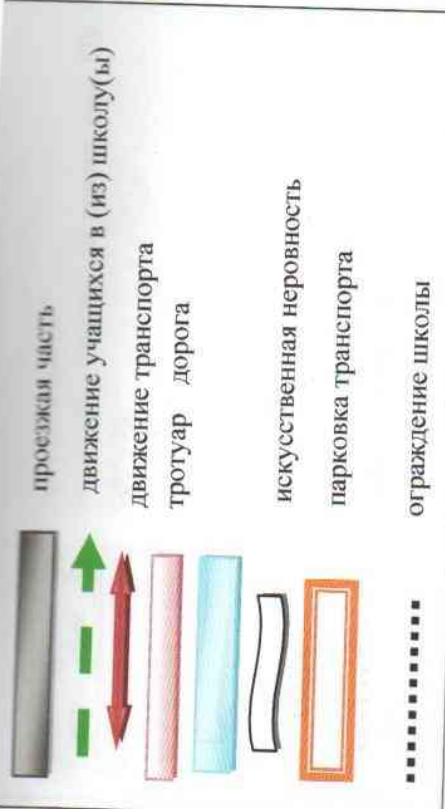 проезжая часть
движение учащихся в (из) школу(ы)
движение транспорта
тротуар дорога
искусственная неровность
парковка транспорта
ограждение школы